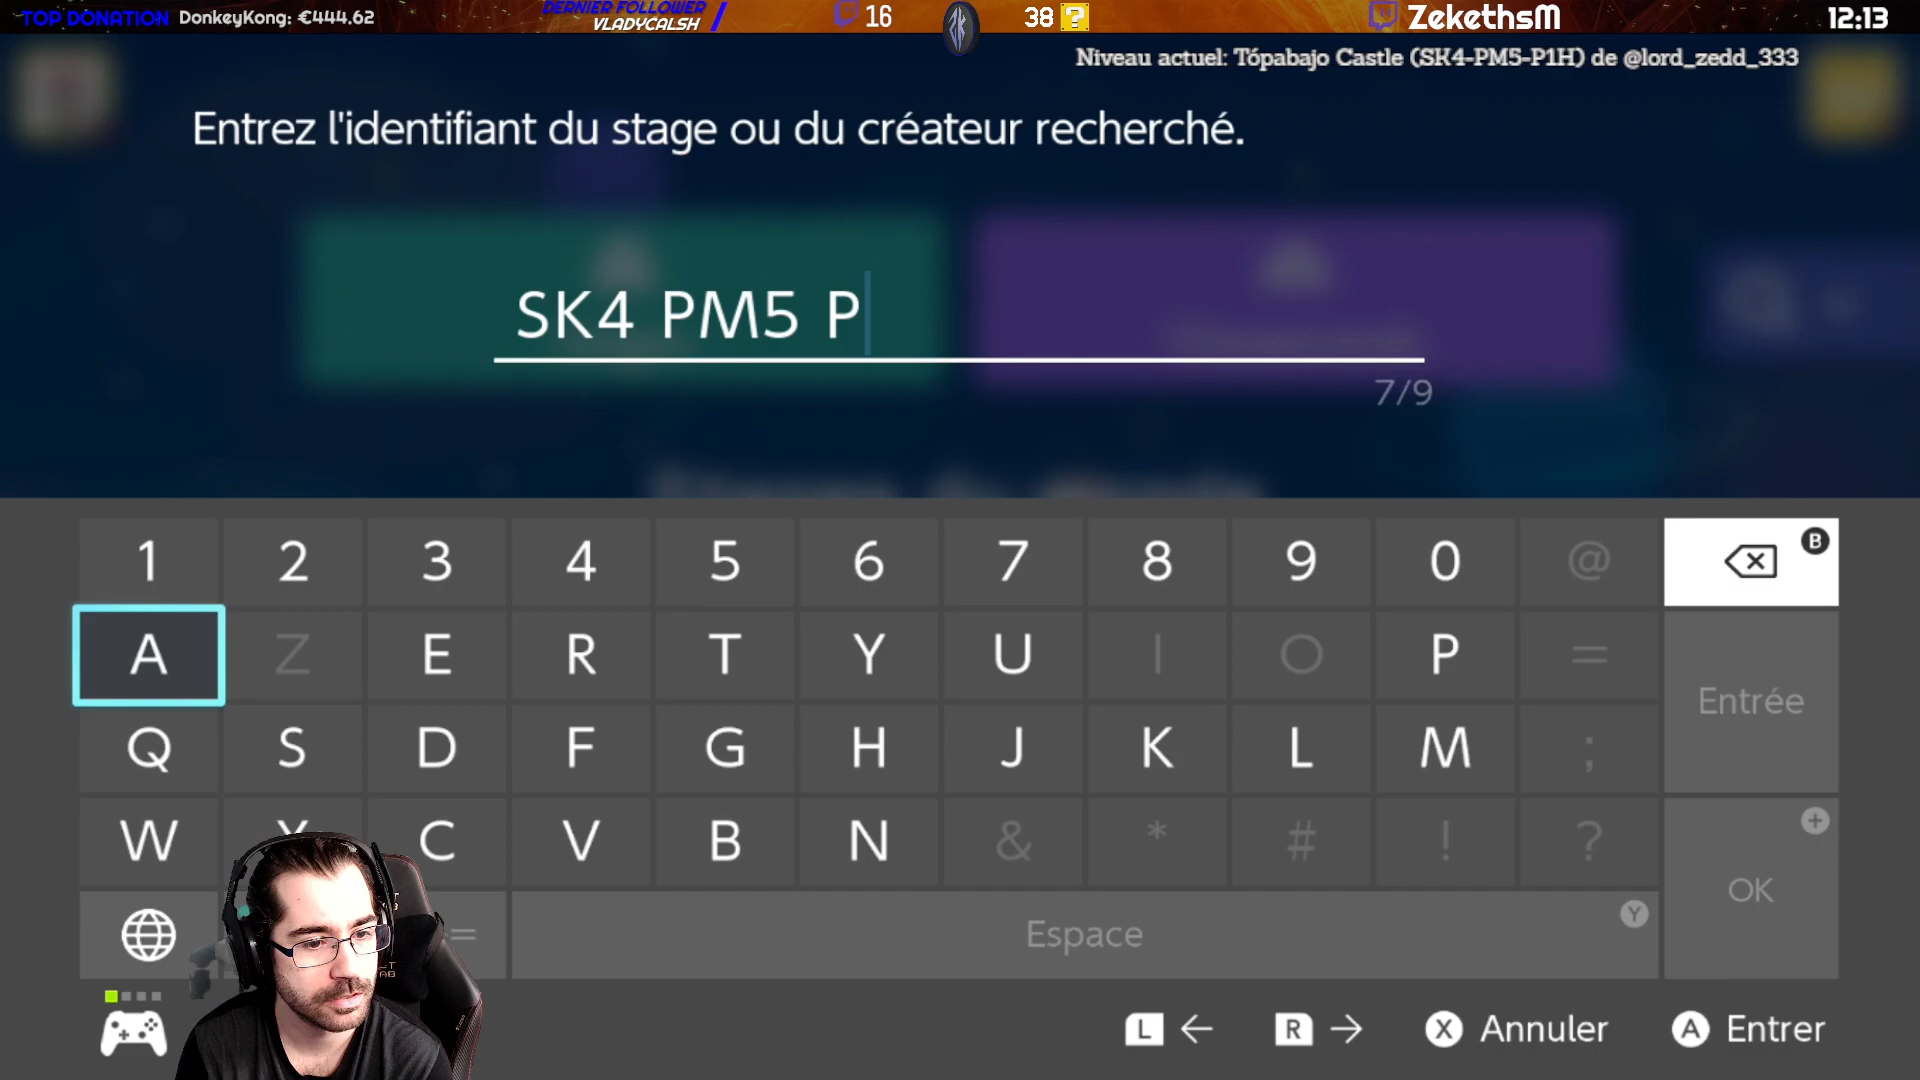 TOP DONATION DonkeyKong: €444.62
DERNIER FOLLOWER
VLADYCALSH
16
38 ?
ZekethsM
12:13
Niveau actuel: Tópabajo Castle (SK4-PM5-P1H) de @lord_zedd_333
Entrez l'identifiant du stage ou du créateur recherché.
SK4 PM5 P
7/9
1 2 3 4 5 6 7 8 9 0 @ B
A Z E R T Y U I O P =
Entrée
Q S D F G H J K L M ;
W X C V B N & * # ! ? +
OK
= Espace Y
L ← R → X Annuler A Entrer